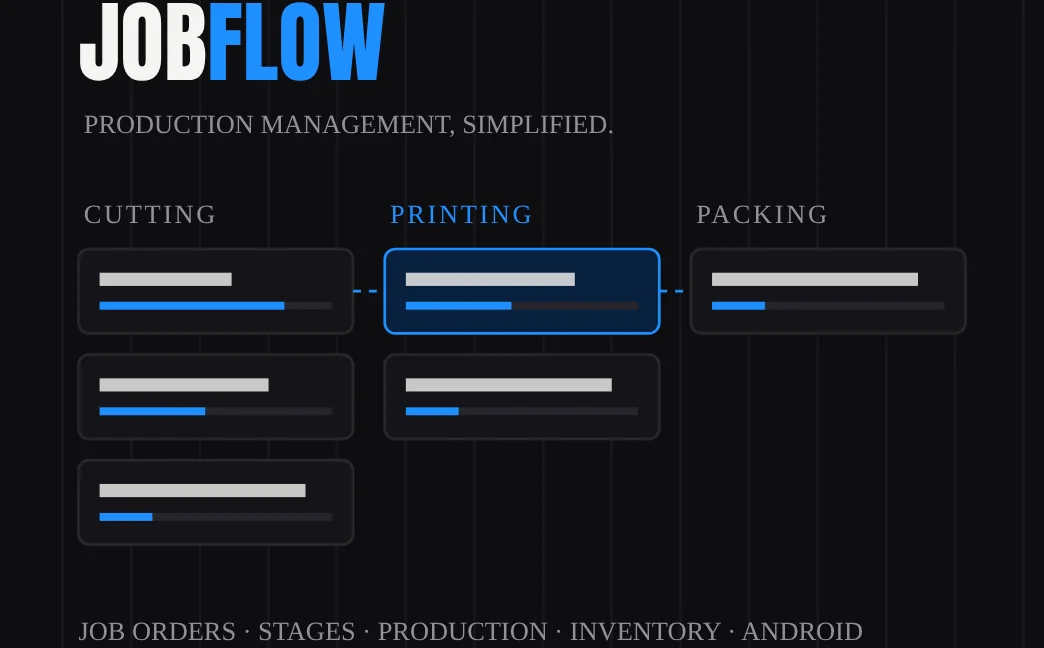 JOBFLOW
PRODUCTION MANAGEMENT, SIMPLIFIED.
CUTTING
PRINTING
PACKING
JOB ORDERS · STAGES · PRODUCTION · INVENTORY · ANDROID